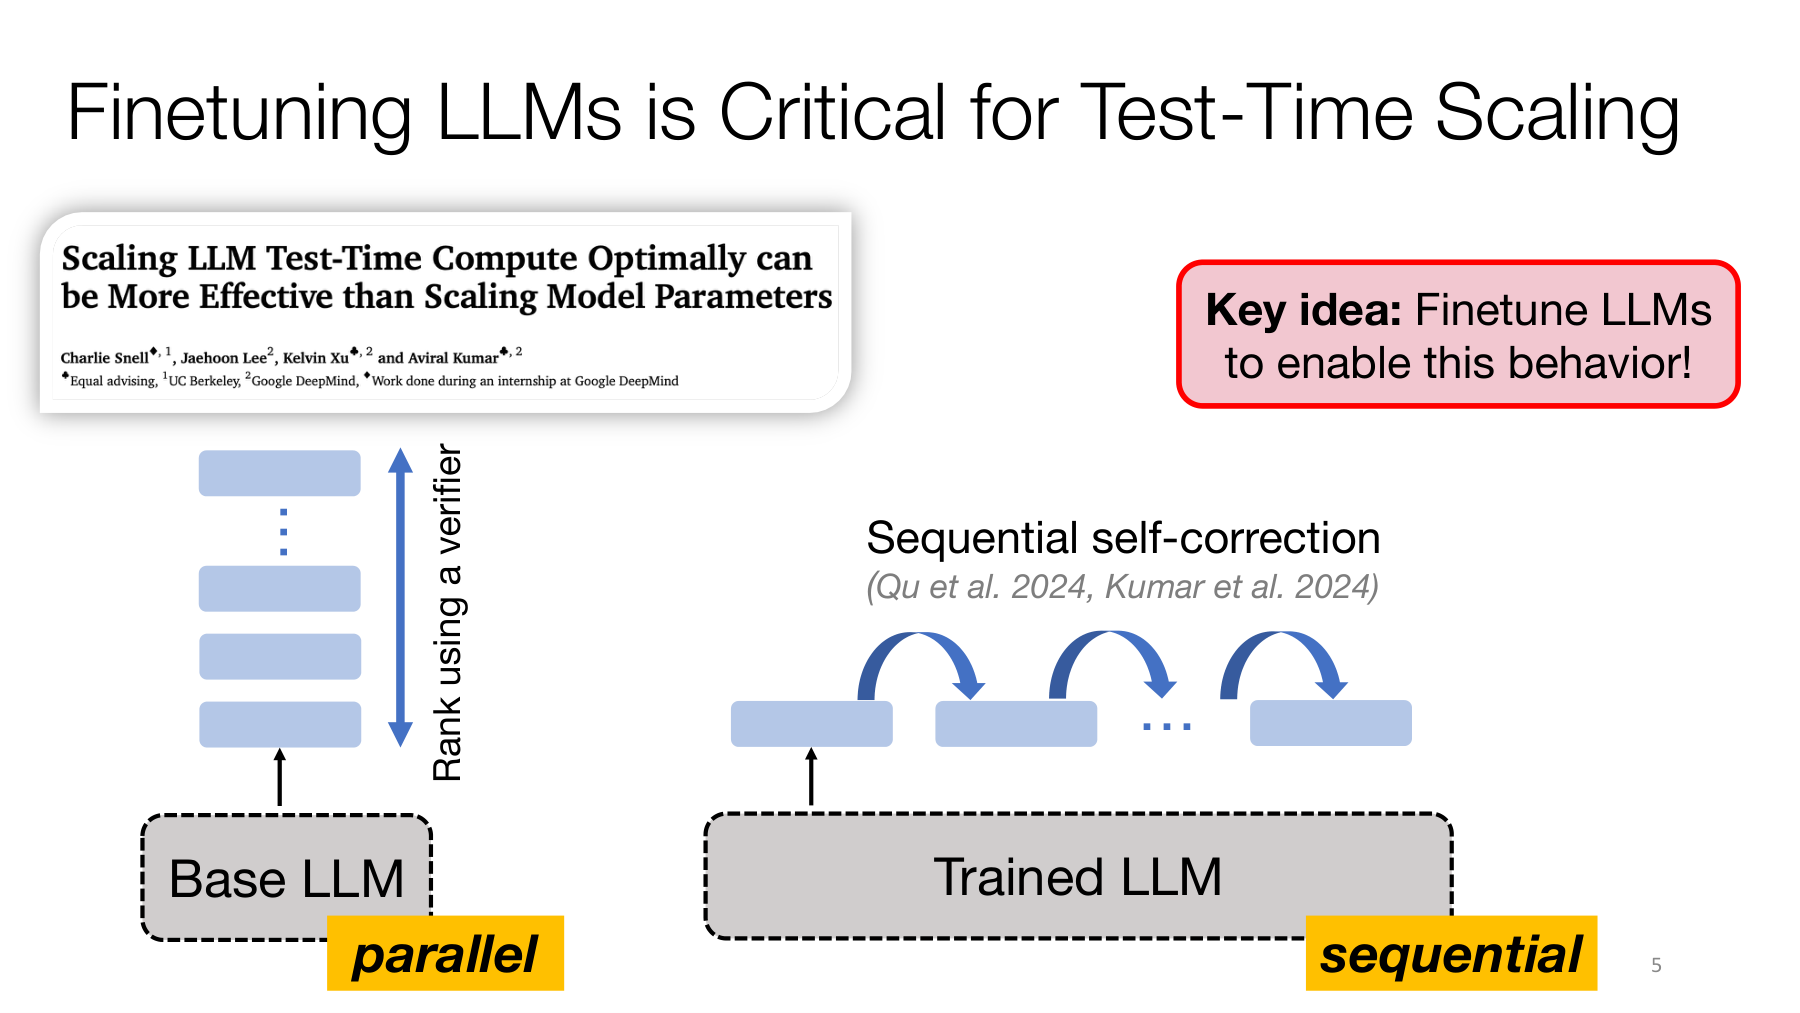 Finetuning LLMs is Critical for Test-Time Scaling
Scaling LLM Test-Time Compute Optimally can
be More Effective than Scaling Model Parameters
Charlie Snell♦, 1, Jaehoon Lee2, Kelvin Xu♣, 2 and Aviral Kumar♣, 2
♣Equal advising, 1UC Berkeley, 2Google DeepMind, ♦Work done during an internship at Google DeepMind
Key idea: Finetune LLMs
to enable this behavior!
Rank using a verifier
Base LLM
parallel
Sequential self-correction
(Qu et al. 2024, Kumar et al. 2024)
Trained LLM
sequential
5